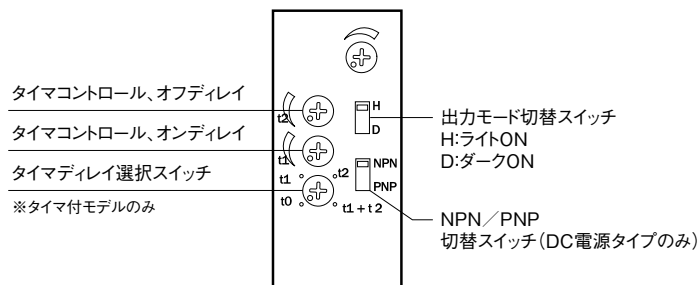 タイマコントロール、オフディレイ
タイマコントロール、オンディレイ
タイマディレイ選択スイッチ
※タイマ付モデルのみ
t2
t1
t1
t2
t0
t1+t2
H
D
NPN
PNP
出力モード切替スイッチ
H:ライトON
D:ダークON
NPN／PNP
切替スイッチ(DC電源タイプのみ)